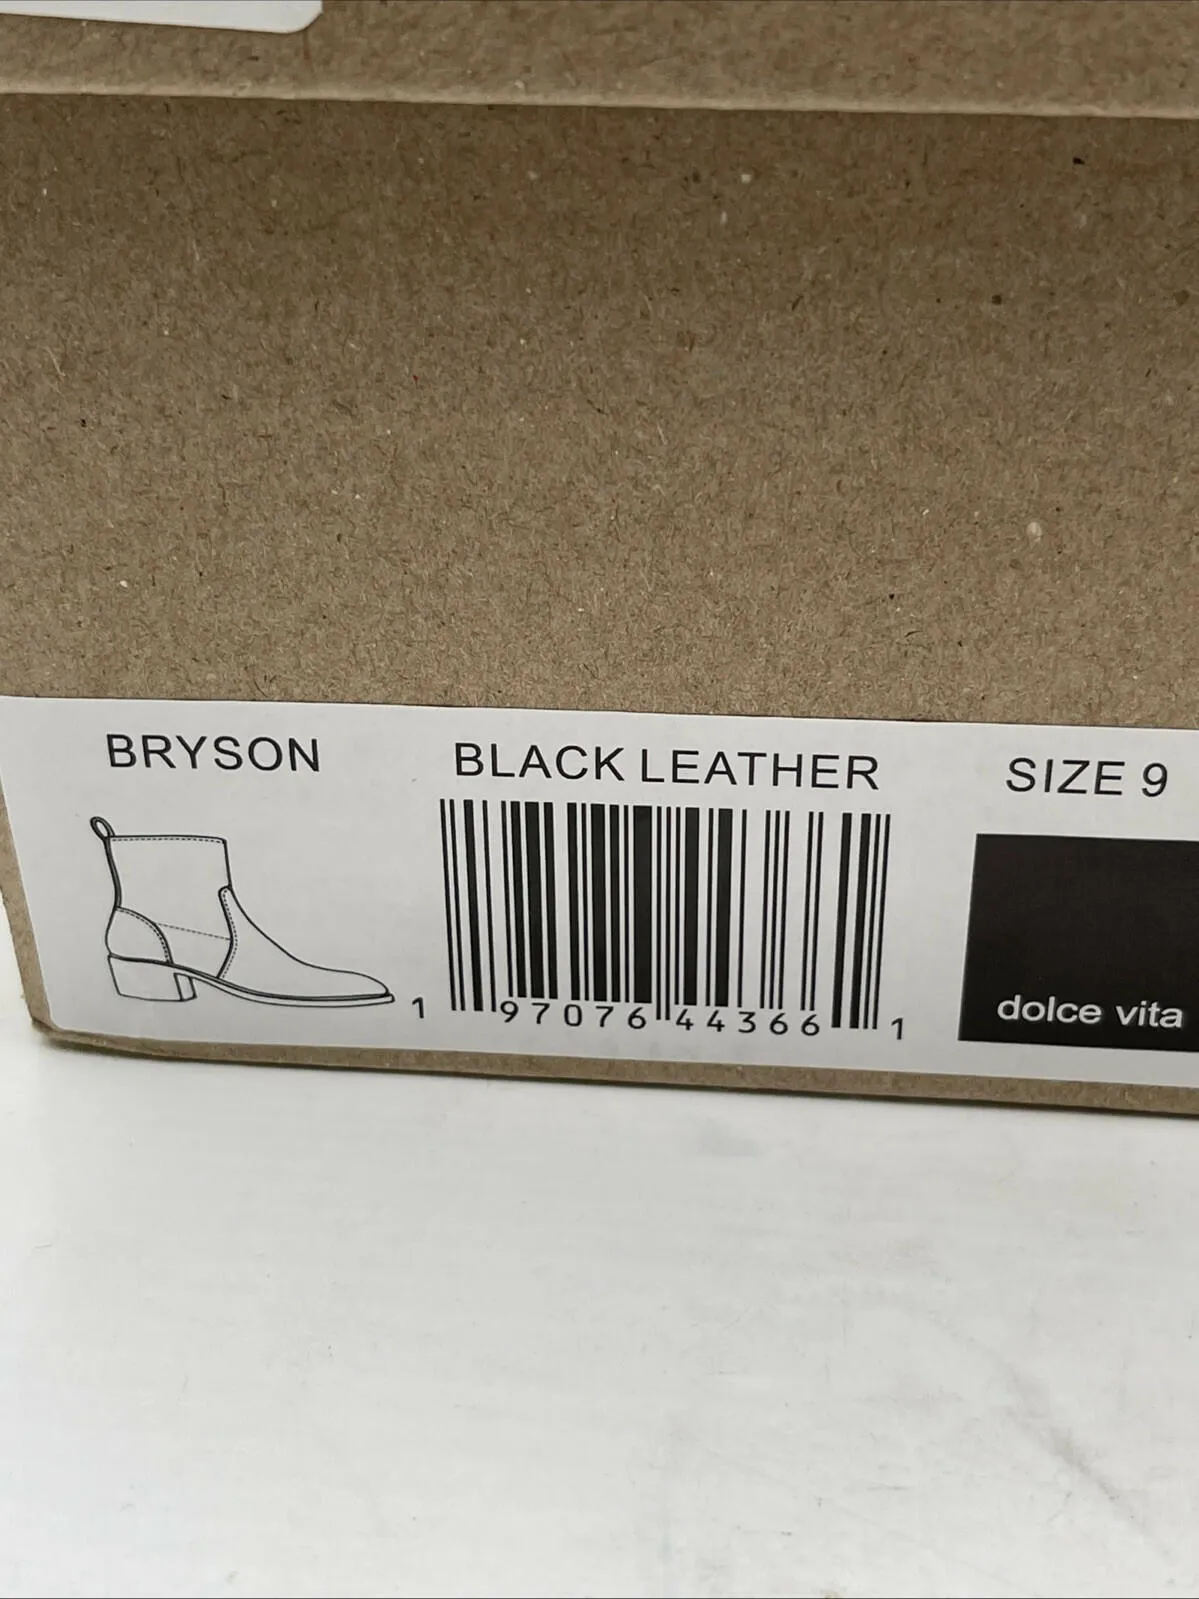 BRYSON
BLACK LEATHER
SIZE 9
1 97076 44366 1
dolce vita